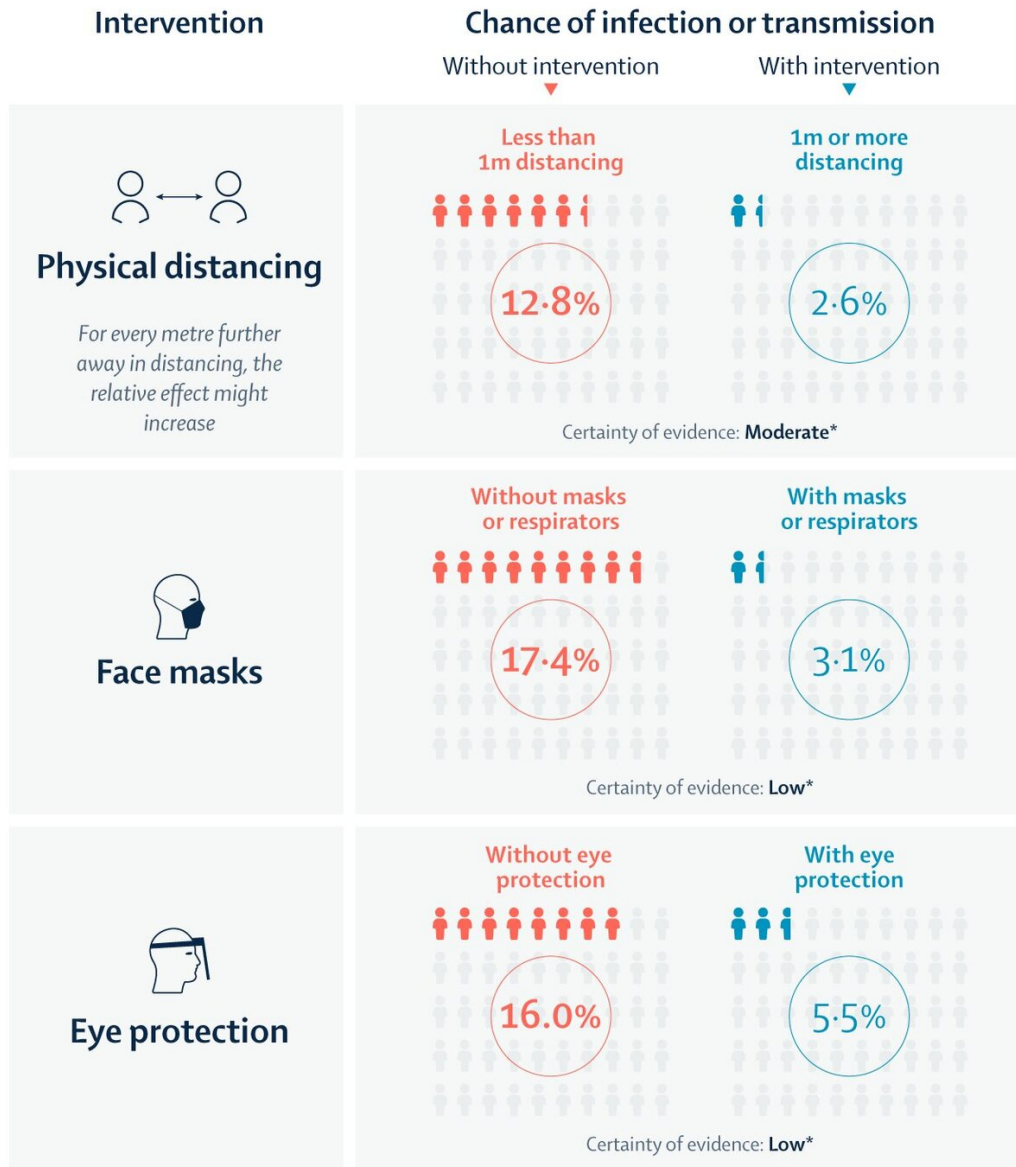 Intervention
Chance of infection or transmission
Without intervention
With intervention
Physical distancing
For every metre further
away in distancing, the
relative effect might
increase
Less than
1m distancing
12·8%
1m or more
distancing
2·6%
Certainty of evidence: Moderate*
Face masks
Without masks
or respirators
17·4%
With masks
or respirators
3·1%
Certainty of evidence: Low*
Eye protection
Without eye
protection
16.0%
With eye
protection
5·5%
Certainty of evidence: Low*